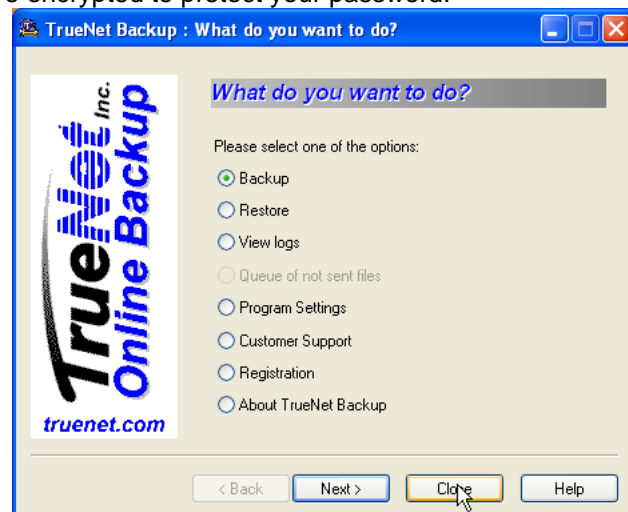 encrypted to protect your password.
TrueNet Backup : What do you want to do?
TrueNet Inc.
Online Backup
truenet.com
What do you want to do?
Please select one of the options:
Backup
Restore
View logs
Queue of not sent files
Program Settings
Customer Support
Registration
About TrueNet Backup
< Back Next > Close Help